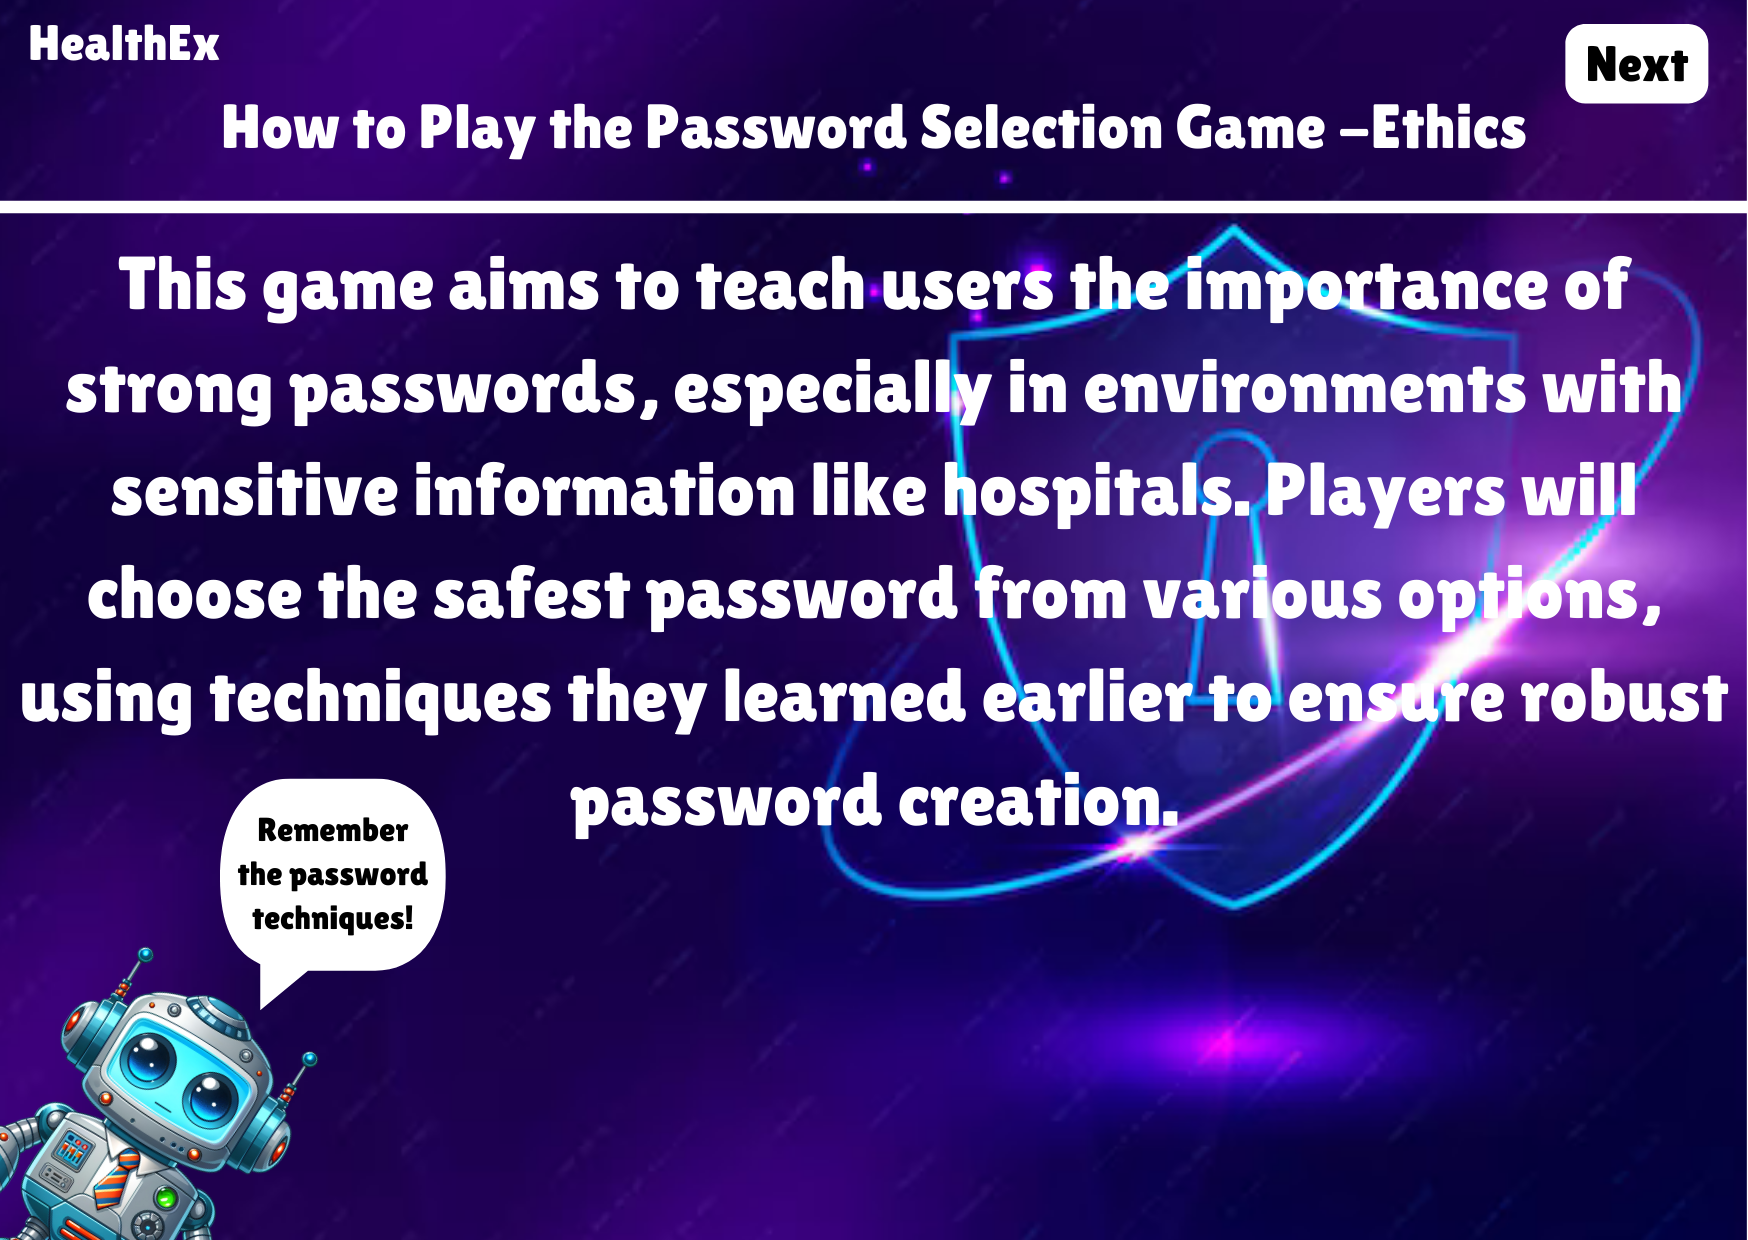 HealthEx
Next
How to Play the Password Selection Game -Ethics
This game aims to teach users the importance of
strong passwords, especially in environments with
sensitive information like hospitals. Players will
choose the safest password from various options,
using techniques they learned earlier to ensure robust
password creation.
Remember
the password
techniques!